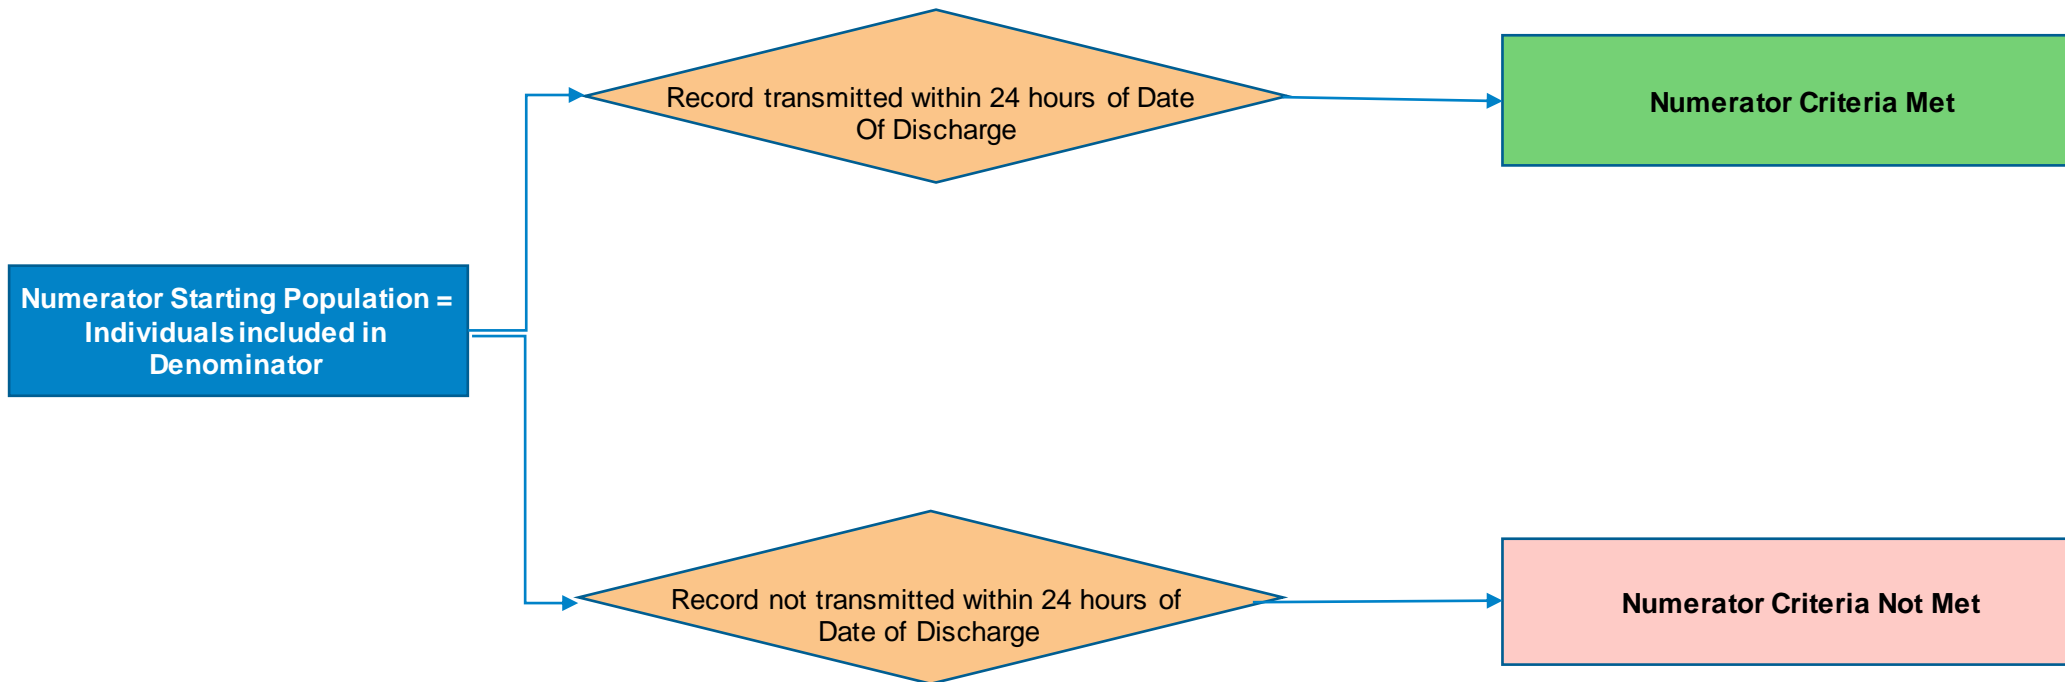 Record transmitted within 24 hours of Date
Of Discharge
Numerator Criteria Met
Numerator Starting Population =
Individuals included in
Denominator
Record not transmitted within 24 hours of
Date of Discharge
Numerator Criteria Not Met